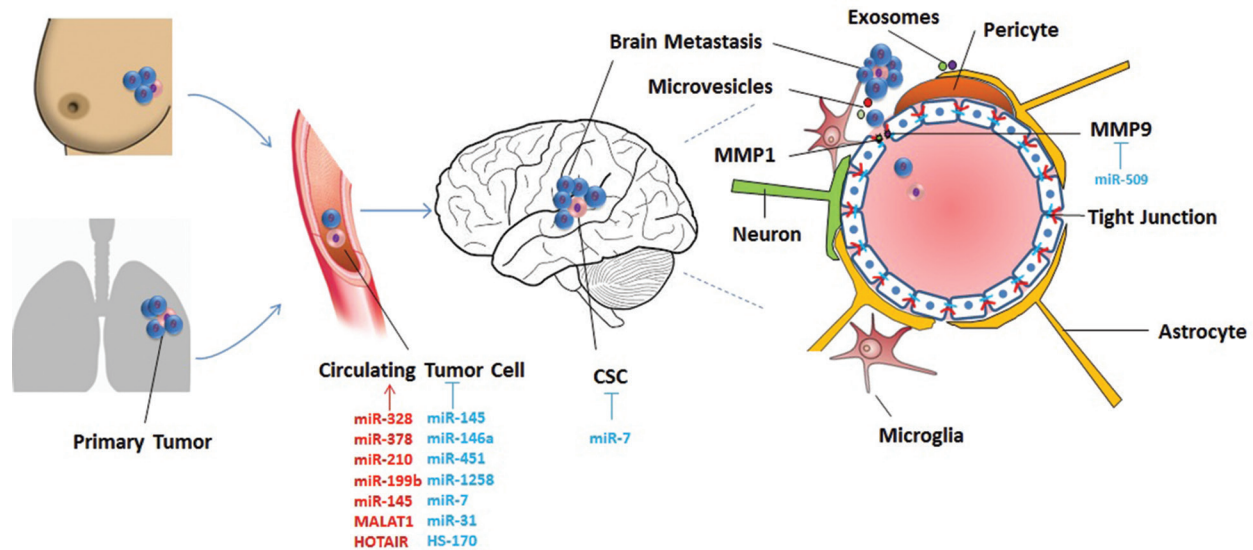 Exosomes
Pericyte
Brain Metastasis
Microvesicles
MMP9
MMP1
miR-509
Tight Junction
Neuron
Astrocyte
Circulating Tumor Cell
CSC
miR-328 miR-145
Primary Tumor
miR-378 miR-146a
miR-7
Microglia
miR-210 miR-451
miR-199b miR-1258
miR-145 miR-7
MALAT1 miR-31
HOTAIR HS-170